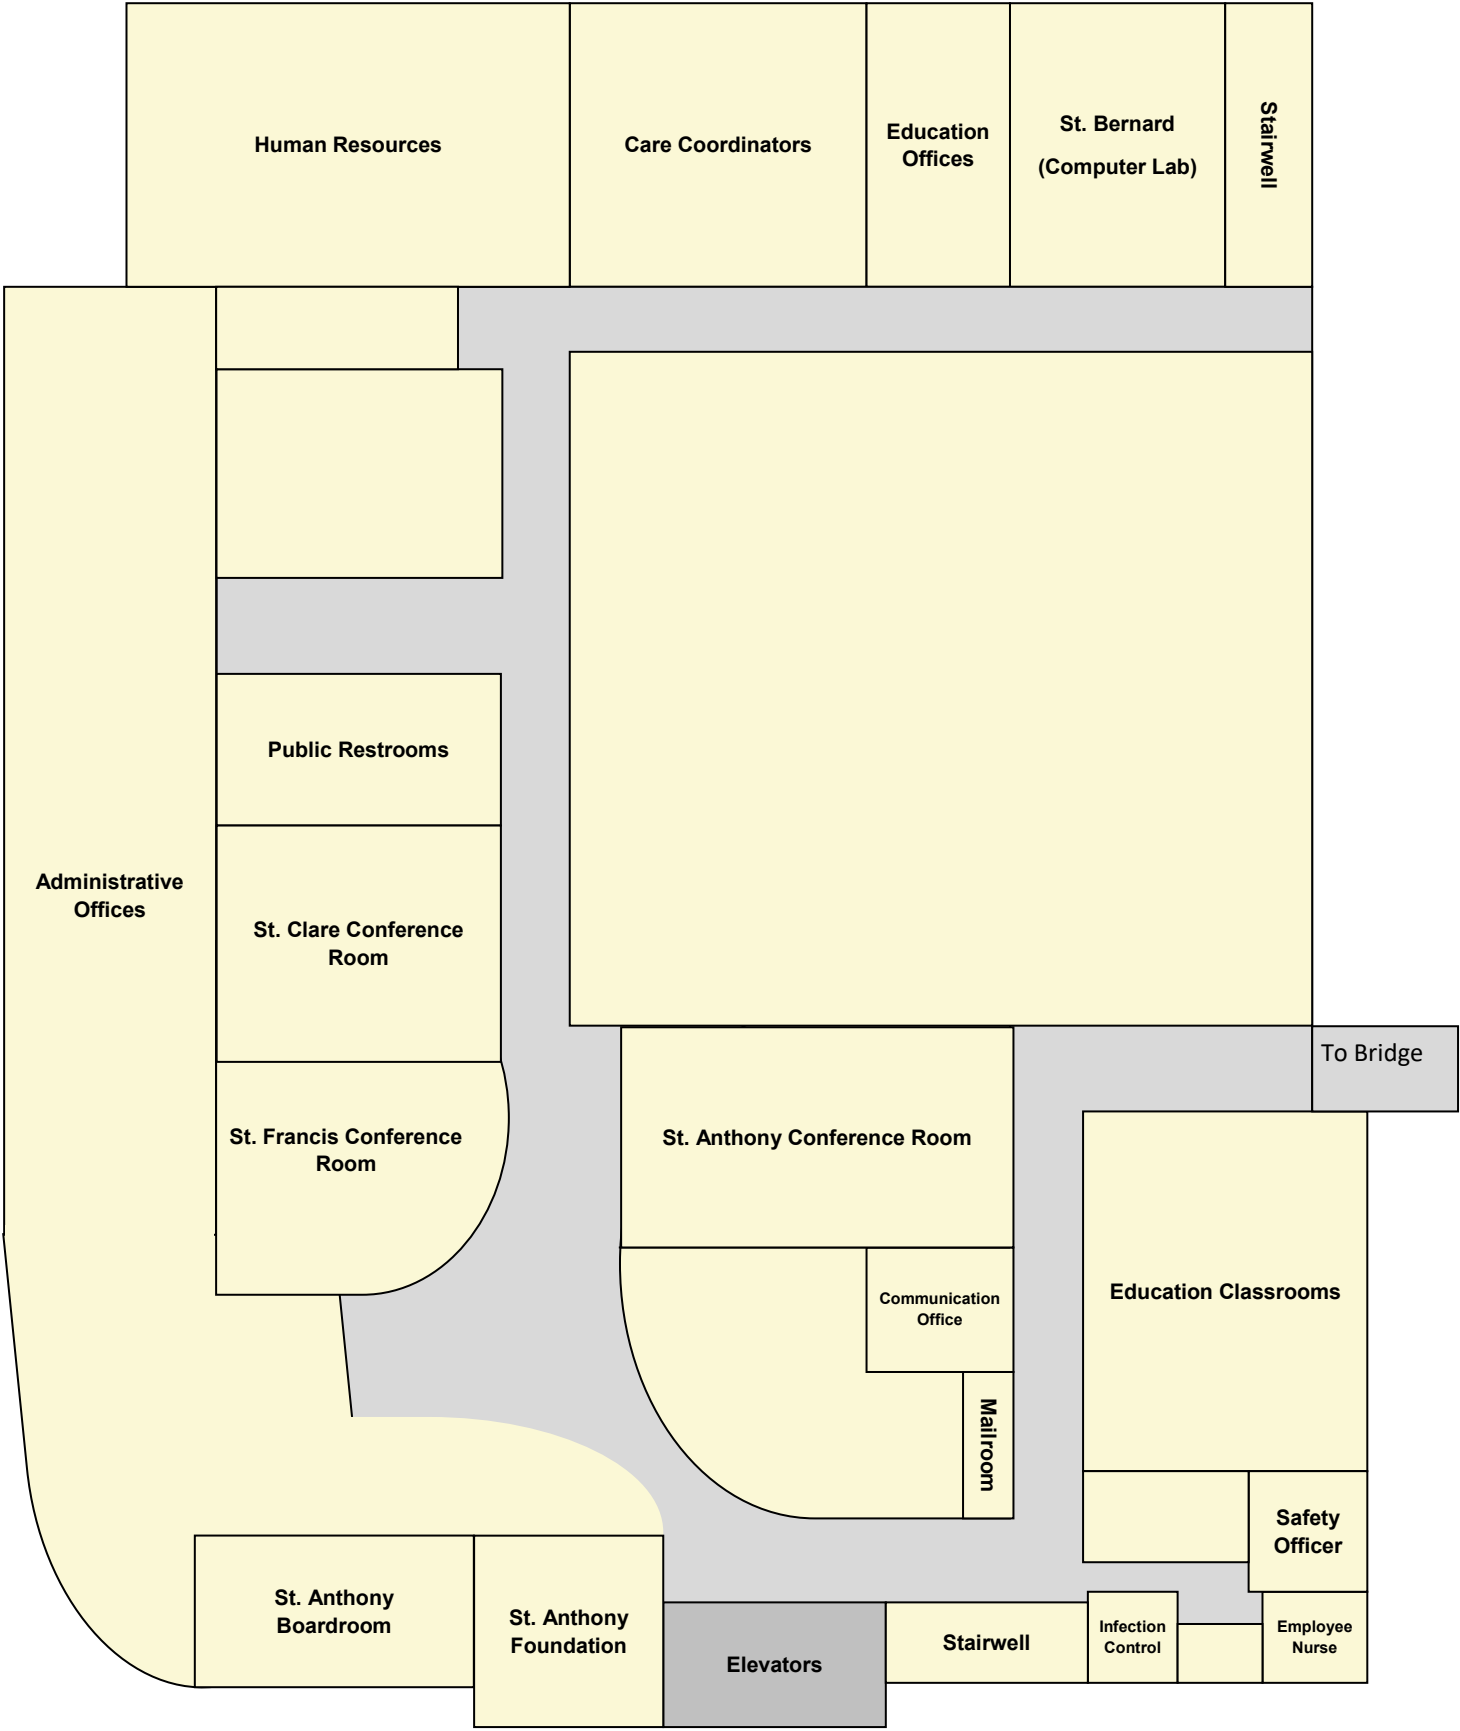 Human Resources
Care Coordinators
Education
Offices
St. Bernard
(Computer Lab)
Stairwell
Public Restrooms
Administrative
Offices
St. Clare Conference
Room
To Bridge
St. Francis Conference
Room
St. Anthony Conference Room
Communication
Office
Education Classrooms
Mailroom
Safety
Officer
St. Anthony
Boardroom
St. Anthony
Foundation
Elevators
Stairwell
Infection
Control
Employee
Nurse